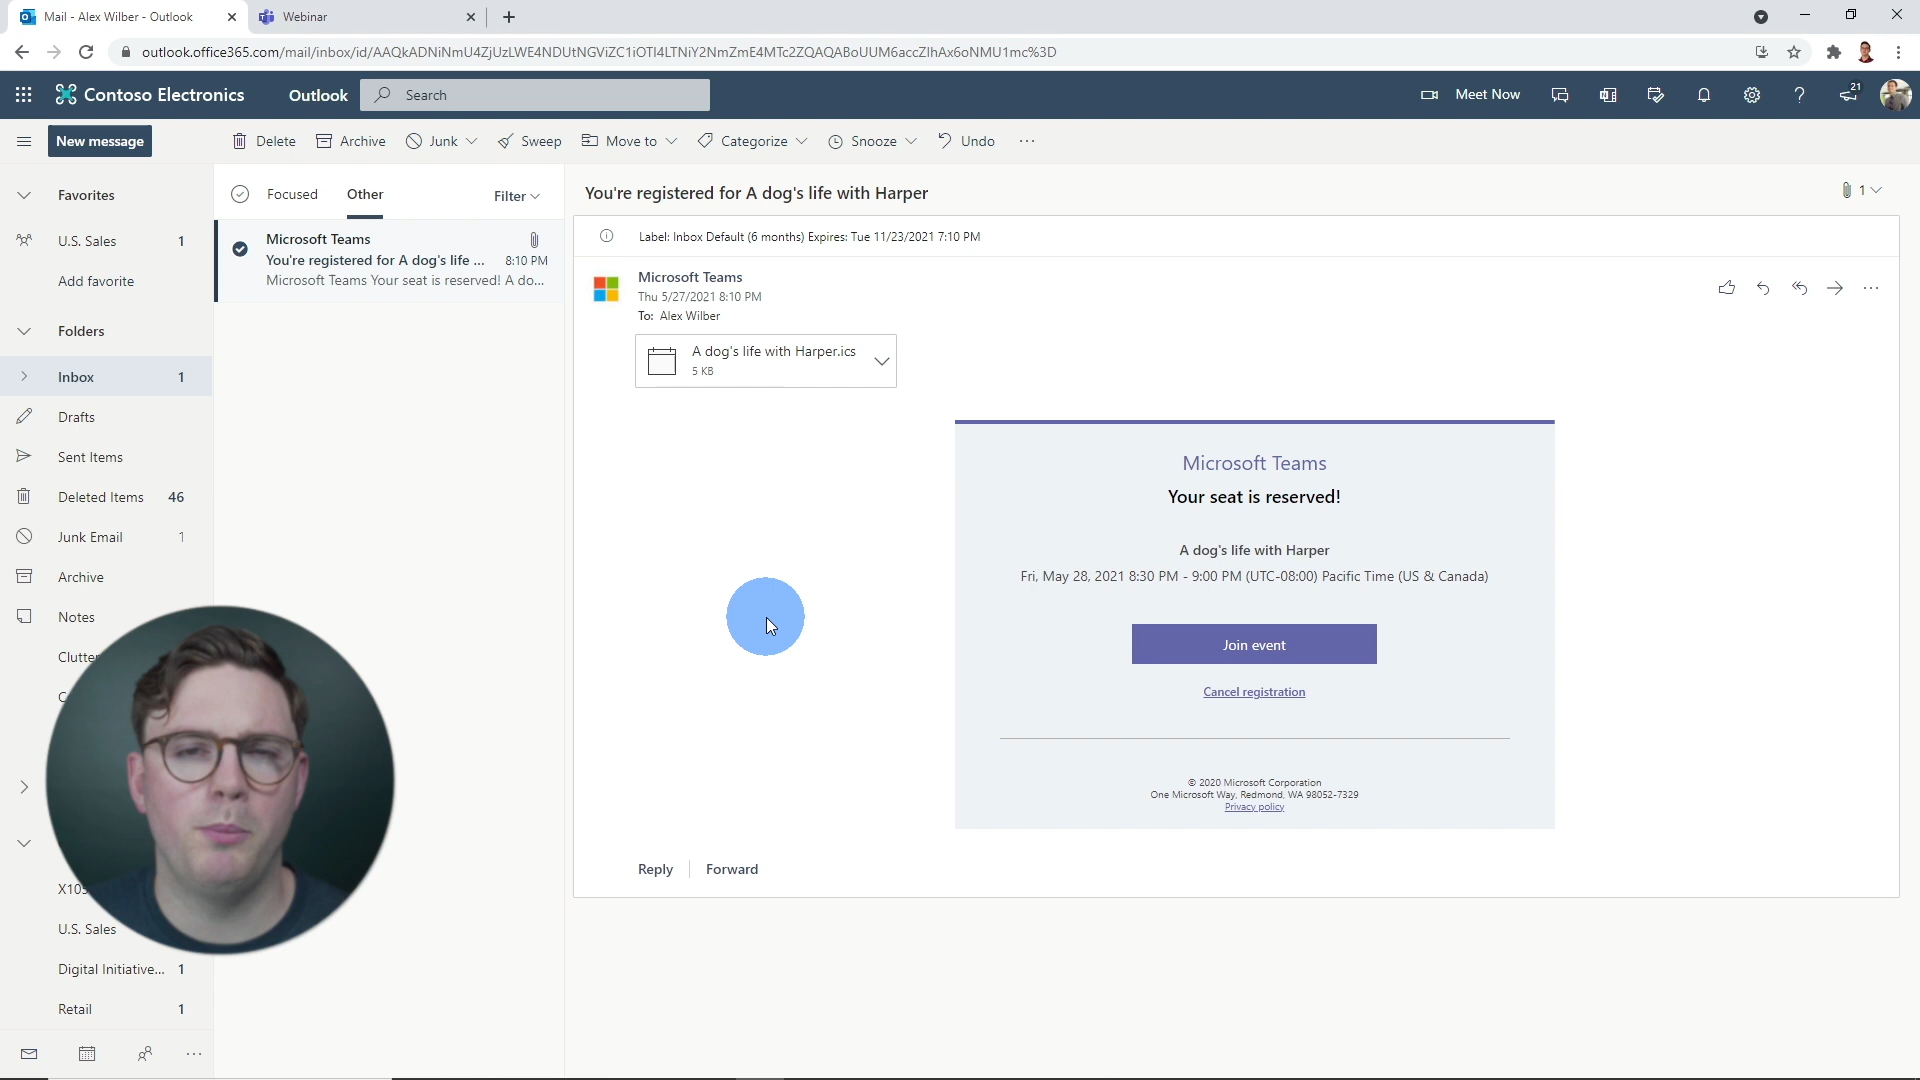 Mail - Alex Wilber - Outlook
Webinar
outlook.office365.com/mail/inbox/id/AAQkADNiNmU4ZjUzLWE4NDUtNGViZC1iOTI4LTNiY2NmZmE4MTc2ZQAQABoUUM6accZIhAx6oNMU1mc%3D
Contoso Electronics
Outlook
Search
Meet Now
21
New message
Delete
Archive
Junk
Sweep
Move to
Categorize
Snooze
Undo
Favorites
U.S. Sales 1
Add favorite
Folders
Inbox 1
Drafts
Sent Items
Deleted Items 46
Junk Email 1
Archive
Notes
Clutter
C
X105
U.S. Sales
Digital Initiative... 1
Retail 1
Focused
Other
Filter
Microsoft Teams
You're registered for A dog's life ... 8:10 PM
Microsoft Teams Your seat is reserved! A do...
You're registered for A dog's life with Harper
1
Label: Inbox Default (6 months) Expires: Tue 11/23/2021 7:10 PM
Microsoft Teams
Thu 5/27/2021 8:10 PM
To: Alex Wilber
A dog's life with Harper.ics
5 KB
Microsoft Teams
Your seat is reserved!
A dog's life with Harper
Fri, May 28, 2021 8:30 PM - 9:00 PM (UTC-08:00) Pacific Time (US & Canada)
Join event
Cancel registration
© 2020 Microsoft Corporation
One Microsoft Way, Redmond, WA 98052-7329
Privacy policy
Reply
Forward